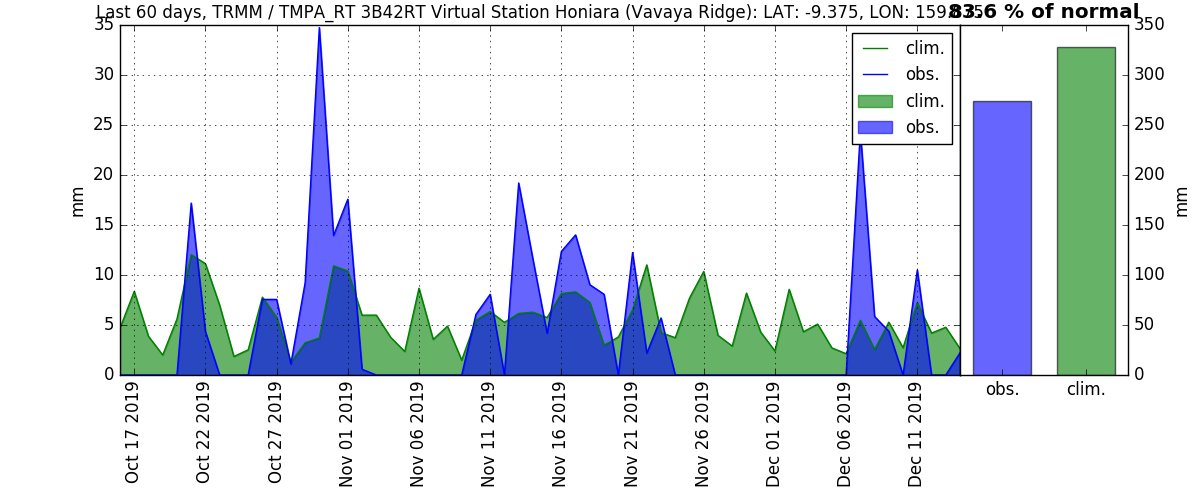 Last 60 days, TRMM / TMPA_RT 3B42RT Virtual Station Honiara (Vavaya Ridge): LAT: -9.375, LON:
83.6 % of normal
35
30
25
20
15
10
5
0
mm
clim.
obs.
clim.
obs.
350
300
250
200
150
100
50
0
mm
Oct 17 2019
Oct 22 2019
Oct 27 2019
Nov 01 2019
Nov 06 2019
Nov 11 2019
Nov 16 2019
Nov 21 2019
Nov 26 2019
Dec 01 2019
Dec 06 2019
Dec 11 2019
obs.
clim.